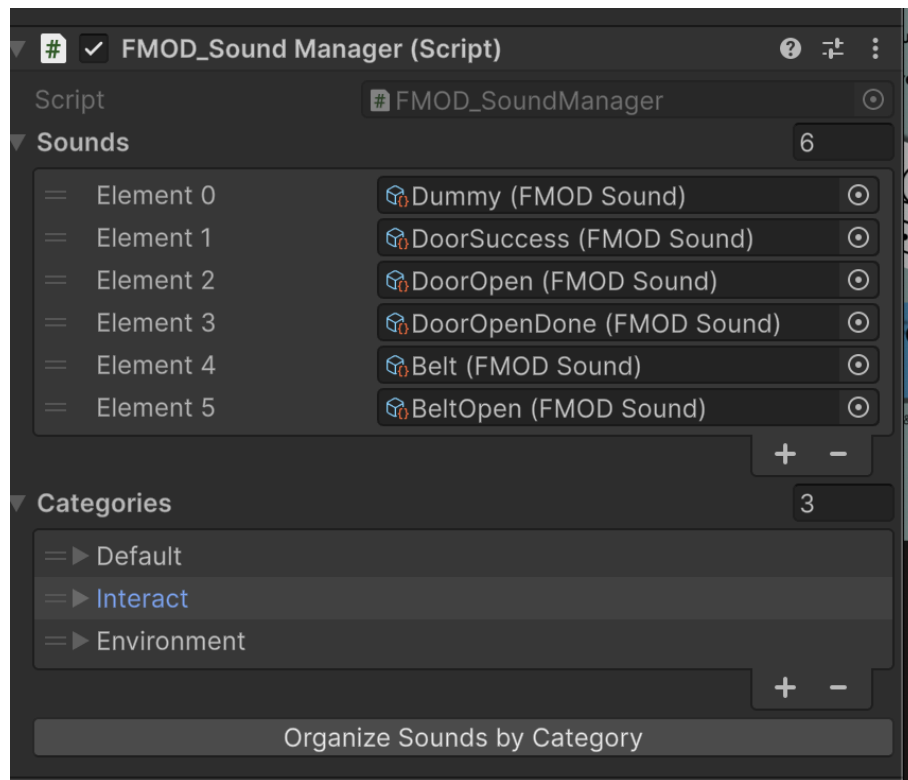 # FMOD_Sound Manager (Script)
Script # FMOD_SoundManager
Sounds 6
Element 0 Dummy (FMOD Sound)
Element 1 DoorSuccess (FMOD Sound)
Element 2 DoorOpen (FMOD Sound)
Element 3 DoorOpenDone (FMOD Sound)
Element 4 Belt (FMOD Sound)
Element 5 BeltOpen (FMOD Sound)
+ −
Categories 3
Default
Interact
Environment
+ −
Organize Sounds by Category